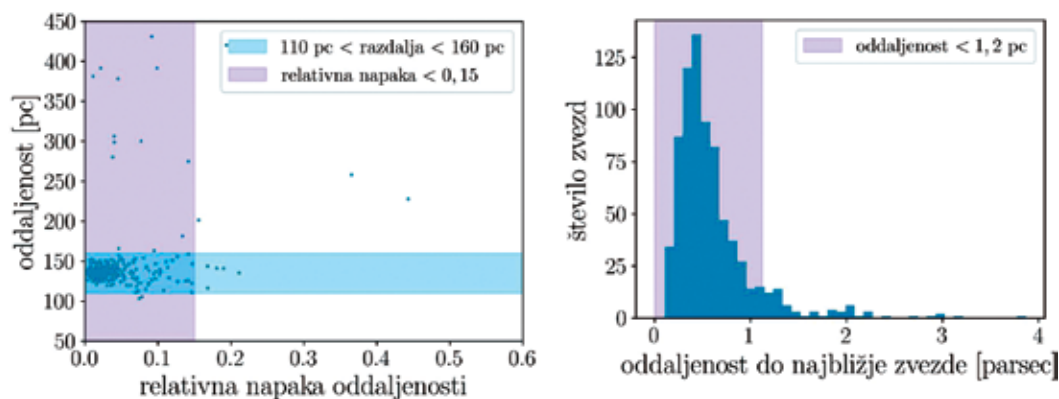 450
400
350
300
250
200
150
100
50
oddaljenost [pc]
110 pc < razdalja < 160 pc
relativna napaka < 0,15
0.0 0.1 0.2 0.3 0.4 0.5 0.6
relativna napaka oddaljenosti
125
100
75
50
25
0
število zvezd
oddaljenost < 1,2 pc
0 1 2 3 4
oddaljenost do najbližje zvezde [parsec]